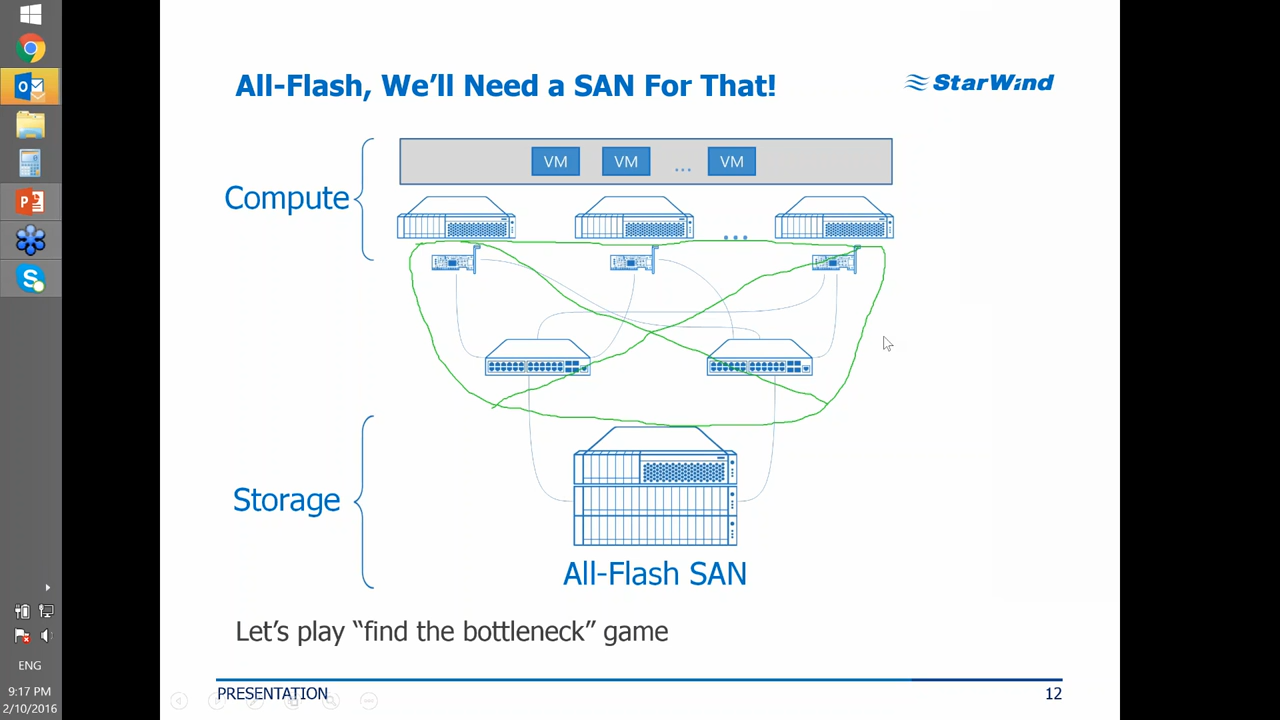 All-Flash, We'll Need a SAN For That!
StarWind
Compute
VM VM ... VM
...
Storage
All-Flash SAN
Let's play “find the bottleneck” game
PRESENTATION
12
ENG
9:17 PM
2/10/2016